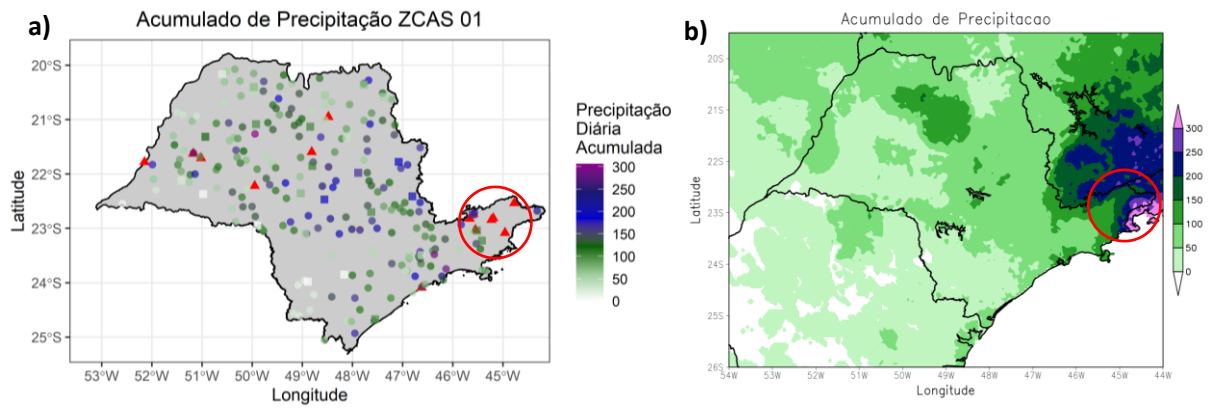 a)
Acumulado de Precipitação ZCAS 01
20°S
21°S
22°S
23°S
24°S
25°S
Latitude
53°W 52°W 51°W 50°W 49°W 48°W 47°W 46°W 45°W
Longitude
Precipitação
Diária
Acumulada
300
250
200
150
100
50
0
b)
Acumulado de Precipitacao
20S
21S
22S
23S
24S
25S
26S
Latitude
54W 53W 52W 51W 50W 49W 48W 47W 46W 45W 44W
Longitude
300
250
200
150
100
50
0